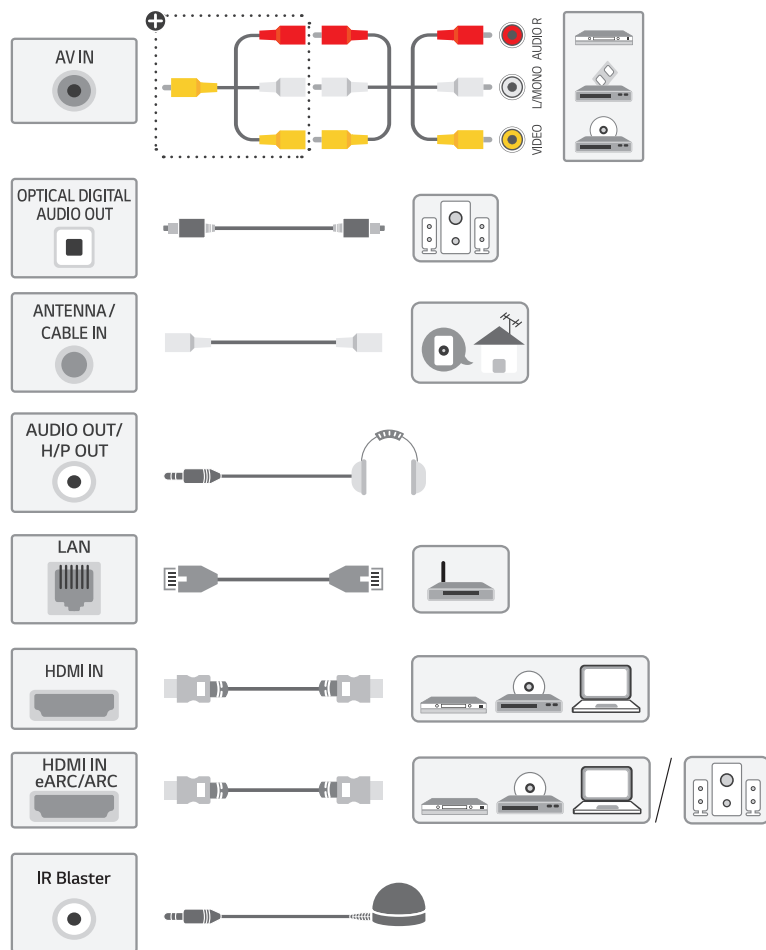 AV IN
AUDIO R
L/MONO
VIDEO
OPTICAL DIGITAL
AUDIO OUT
ANTENNA /
CABLE IN
AUDIO OUT/
H/P OUT
LAN
HDMI IN
HDMI IN
eARC/ARC
IR Blaster